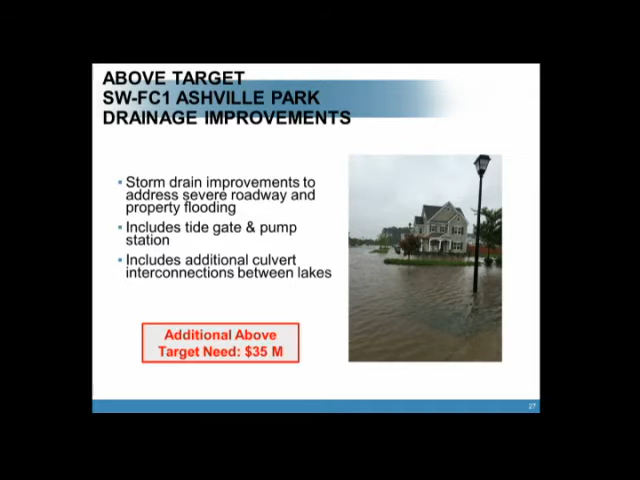 ABOVE TARGET
SW-FC1 ASHVILLE PARK
DRAINAGE IMPROVEMENTS
▪ Storm drain improvements to
address severe roadway and
property flooding
▪ Includes tide gate & pump
station
▪ Includes additional culvert
interconnections between lakes
Additional Above
Target Need: $35 M
27